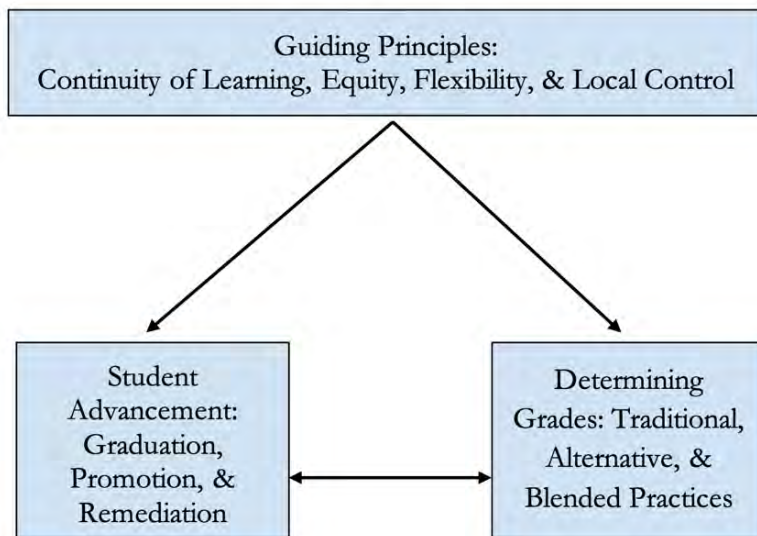 Guiding Principles:
Continuity of Learning, Equity, Flexibility, & Local Control
Student
Advancement:
Graduation,
Promotion, &
Remediation
Determining
Grades: Traditional,
Alternative, &
Blended Practices